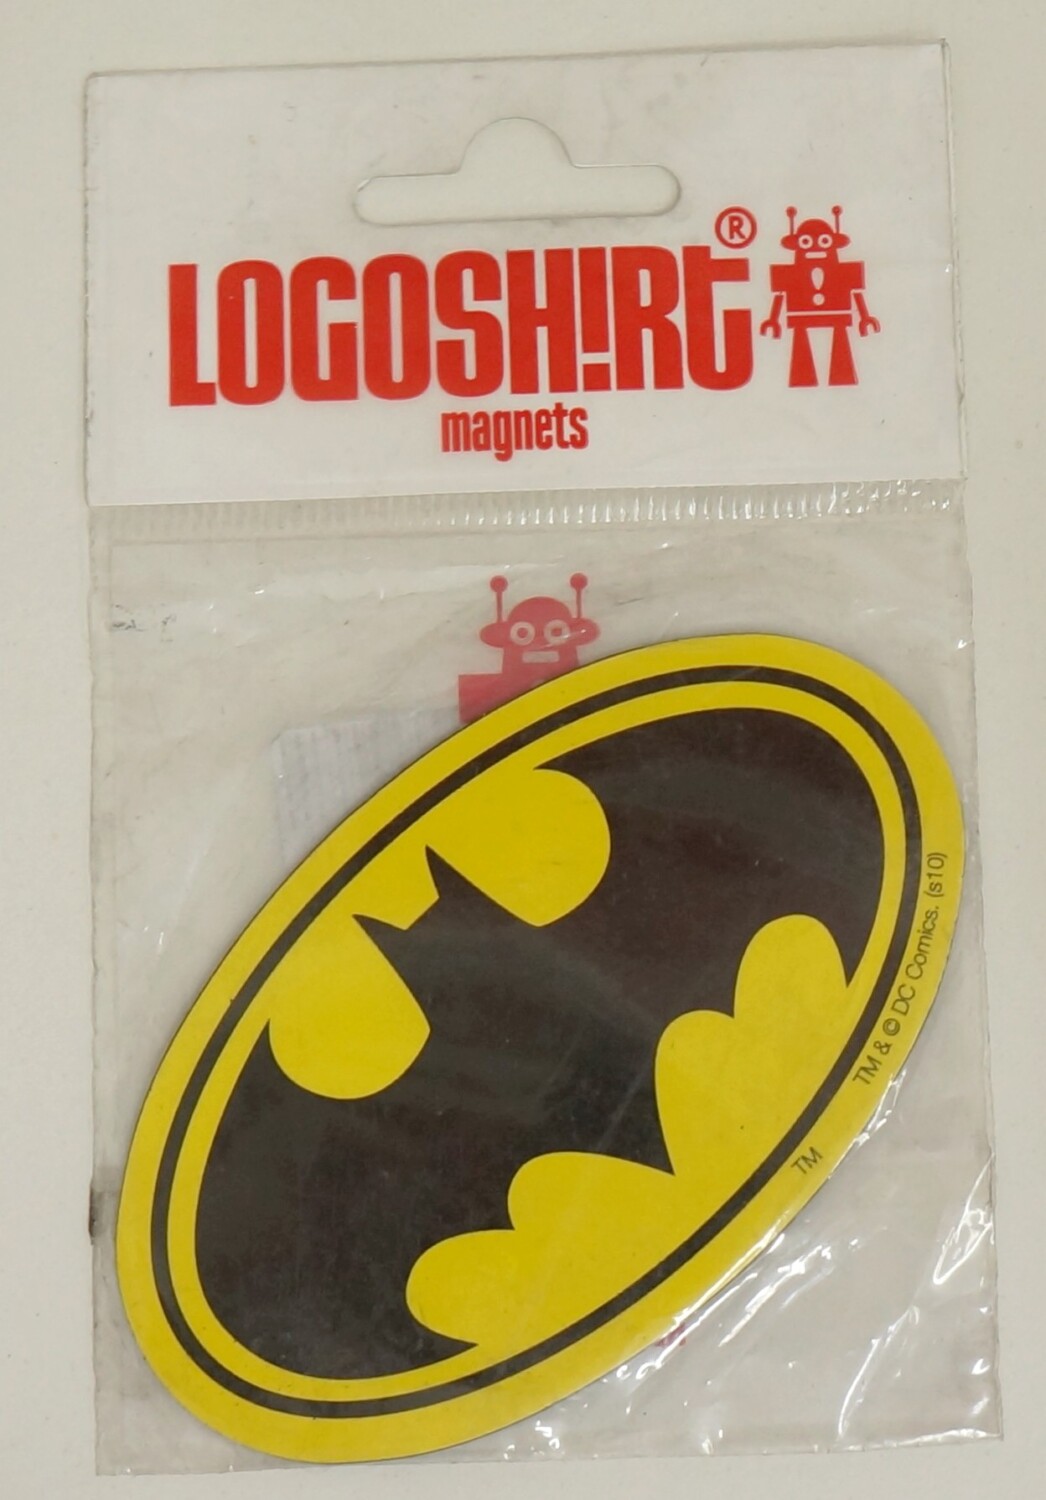 LOGOSH!RT®
magnets
TM & © DC Comics. (s10)
TM